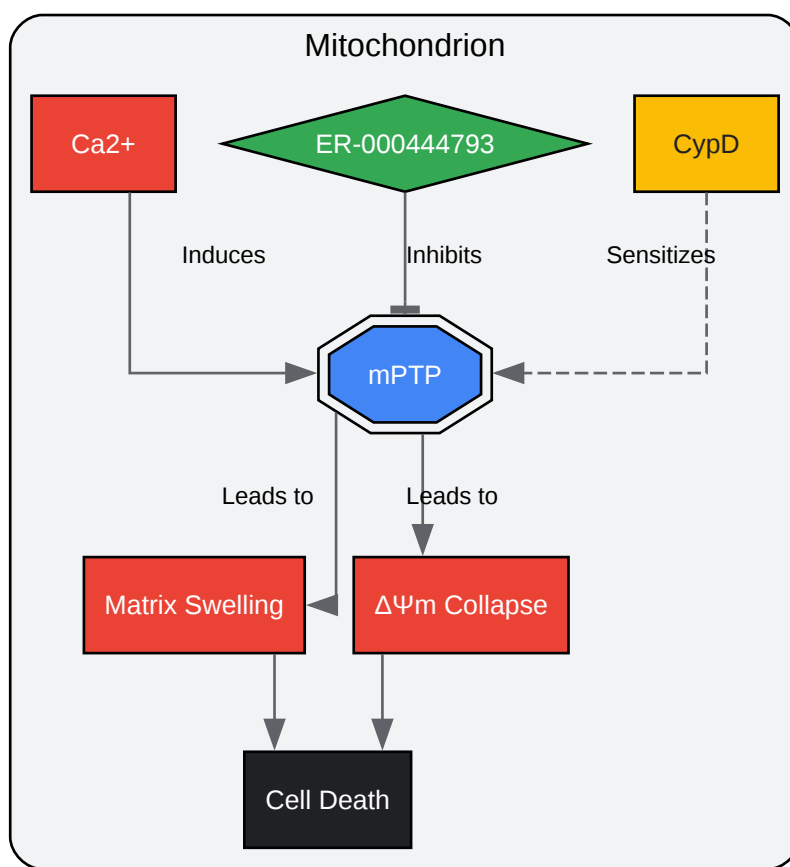 Mitochondrion
Ca2+
ER-000444793
CypD
Induces
Inhibits
Sensitizes
mPTP
Leads to
Leads to
Matrix Swelling
ΔΨm Collapse
Cell Death